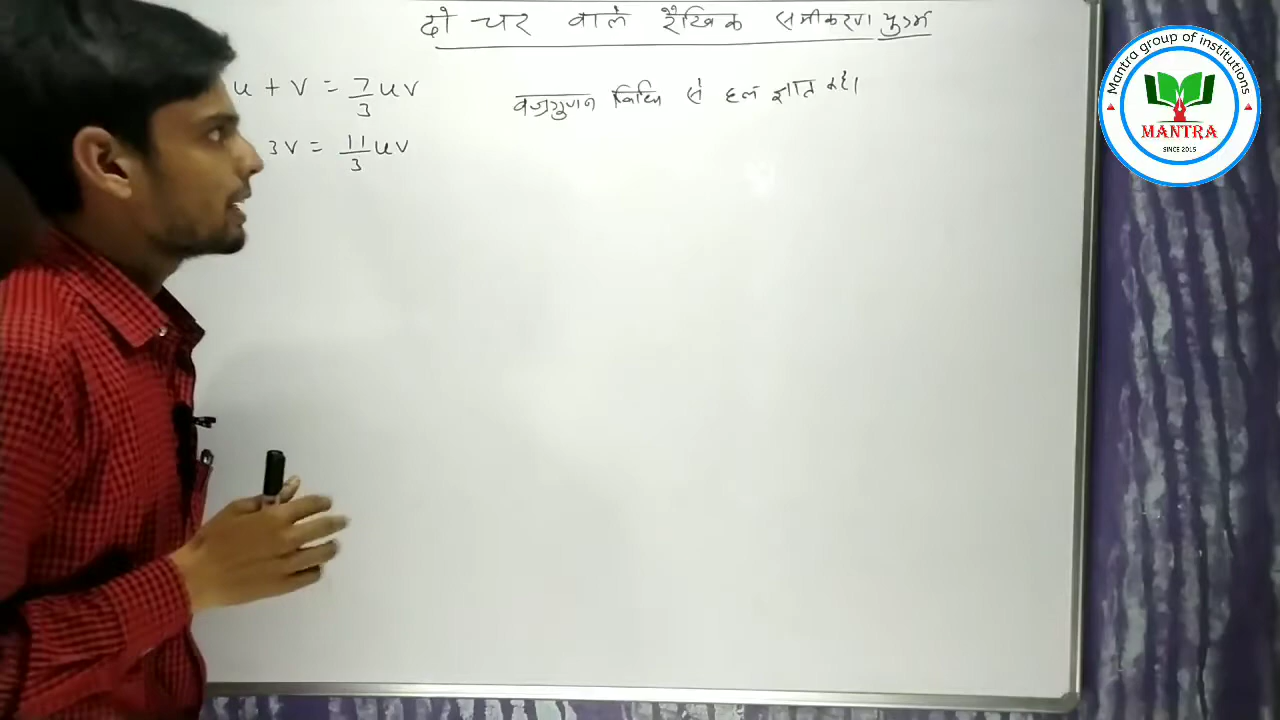 दो चर वाले रैखिक समीकरण युग्म
u + v = 7/3 uv
वज्रगुणन विधि से हल ज्ञात करें।
3v = 11/3 uv
Mantra group of institutions
MANTRA
SINCE 2015